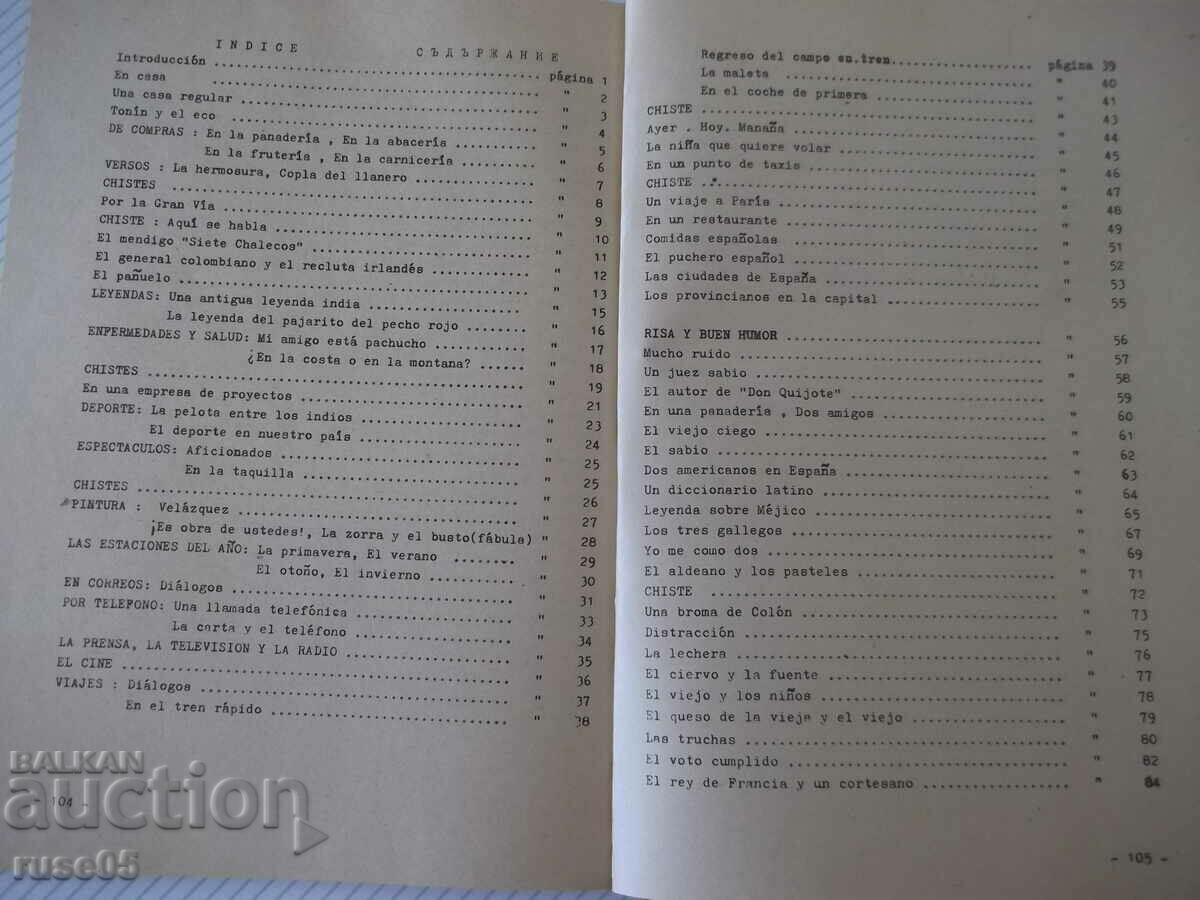 INDICE СЪДЪРЖАНИЕ
Introducción ........ página 1
En casa ........ " 2
Una casa regular ........ " 3
Tonín y el eco ........ " 4
DE COMPRAS : En la panadería , En la abacería ........ " 5
En la frutería , En la carnicería ........ " 6
VERSOS : La hermosura, Copla del llanero ........ " 7
CHISTES ........ " 8
Por la Gran Vía ........ " 9
CHISTE : Aquí se habla ........ " 10
El mendigo "Siete Chalecos" ........ " 11
El general colombiano y el recluta irlandés ........ " 12
El pañuelo ........ " 13
LEYENDAS: Una antigua leyenda india ........ " 15
La leyenda del pajarito del pecho rojo ........ " 16
ENFERMEDADES Y SALUD: Mi amigo está pachucho ........ " 17
¿En la costa o en la montana? ...... " 18
CHISTES ........ " 19
En una empresa de proyectos ........ " 21
DEPORTE: La pelota entre los indios ........ " 23
El deporte en nuestro país ........ " 24
ESPECTACULOS: Aficionados ........ " 25
En la taquilla ........ " 25
CHISTES ........ " 26
PINTURA : Velázquez ........ " 27
¡Es obra de ustedes!, La zorra y el busto(fábula) " 28
LAS ESTACIONES DEL AÑO: La primavera, El verano ........ " 29
El otoño, El invierno ........ " 30
EN CORREOS: Diálogos ........ " 31
POR TELEFONO: Una llamada telefónica ........ " 33
La carta y el teléfono ........ " 34
LA PRENSA, LA TELEVISION Y LA RADIO ........ " 35
EL CINE ........ " 36
VIAJES : Diálogos ........ " 37
En el tren rápido ........ " 38
- 104 -
Regreso del campo en tren ........ página 39
La maleta ........ " 40
En el coche de primera ........ " 41
CHISTE ........ " 43
Ayer . Hoy. Manaña ........ " 44
La niña que quiere volar ........ " 45
En un punto de taxis ........ " 46
CHISTE ........ " 47
Un viaje a París ........ " 48
En un restaurante ........ " 49
Comidas españolas ........ " 51
El puchero español ........ " 52
Las ciudades de España ........ " 53
Los provincianos en la capital ........ " 55
RISA Y BUEN HUMOR ........ " 56
Mucho ruido ........ " 57
Un juez sabio ........ " 58
El autor de "Don Quijote" ........ " 59
En una panadería , Dos amigos ........ " 60
El viejo ciego ........ " 61
El sabio ........ " 62
Dos americanos en España ........ " 63
Un diccionario latino ........ " 64
Leyenda sobre Méjico ........ " 65
Los tres gallegos ........ " 67
Yo me como dos ........ " 69
El aldeano y los pasteles ........ " 71
CHISTE ........ " 72
Una broma de Colón ........ " 73
Distracción ........ " 75
La lechera ........ " 76
El ciervo y la fuente ........ " 77
El viejo y los niños ........ " 78
El queso de la vieja y el viejo ........ " 79
Las truchas ........ " 80
El voto cumplido ........ " 82
El rey de Francia y un cortesano ........ " 84
- 105 -
BALKAN
auction
ruse05